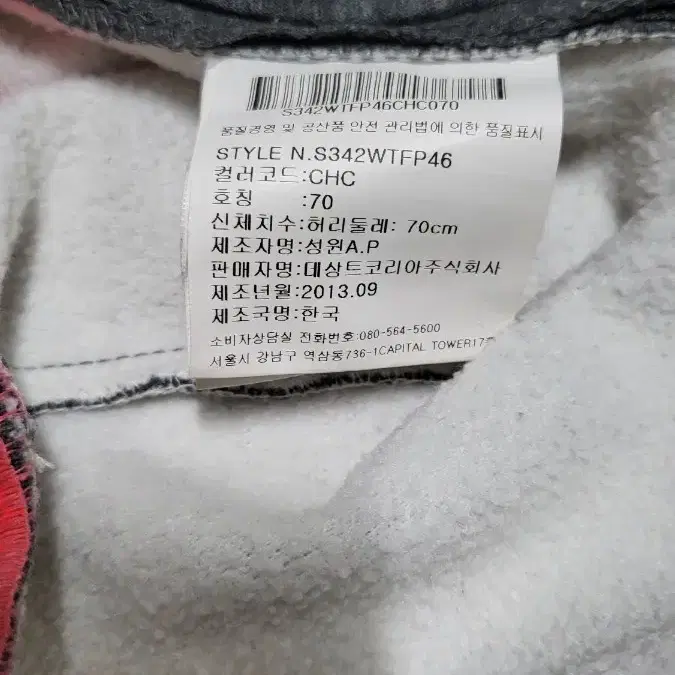 S342WTFP46CHC070
품질경영 및 공산품 안전 관리법에 의한 품질표시
STYLE N.S342WTFP46
컬러코드:CHC
호칭 :70
신체치수:허리둘레: 70cm
제조자명:성원A.P
판매자명:데상트코리아주식회사
제조년월:2013.09
제조국명:한국
소비자상담실 전화번호:080-564-5600
서울시 강남구 역삼동736-1CAPITAL TOWER17